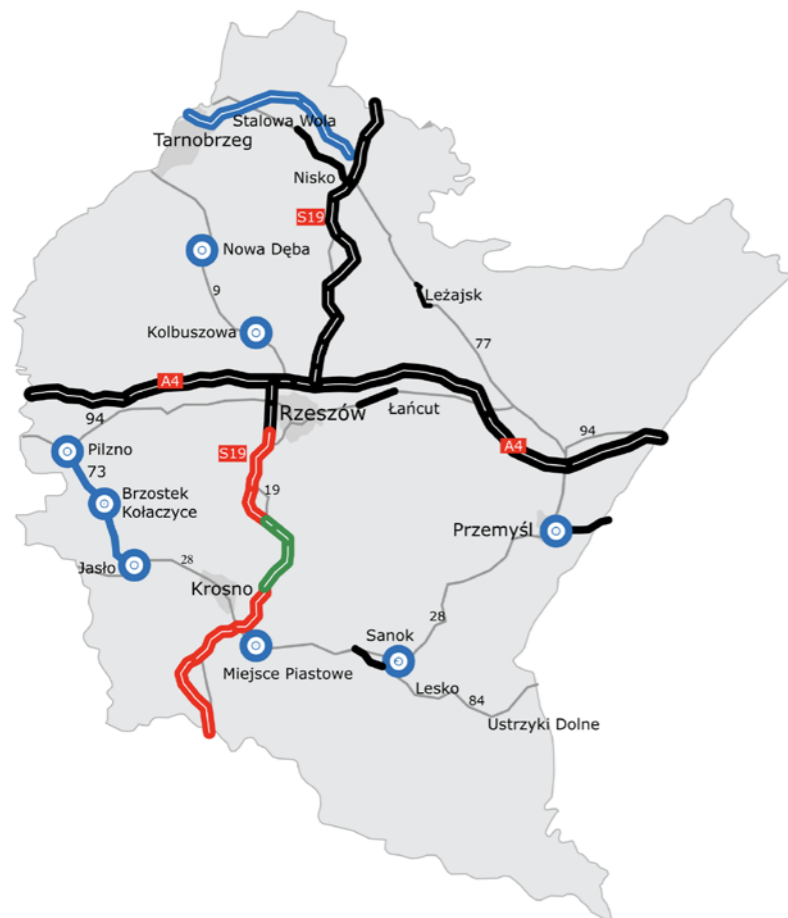 Stalowa Wola
Tarnobrzeg
Nisko
S19
Nowa Dęba
9
Leżajsk
Kolbuszowa
77
A4
94
Rzeszów
Łańcut
94
A4
Pilzno
S19
73
19
Brzostek
Kołaczyce
Przemyśl
28
Jasło
Krosno
28
Sanok
Miejsce Piastowe
Lesko
84
Ustrzyki Dolne